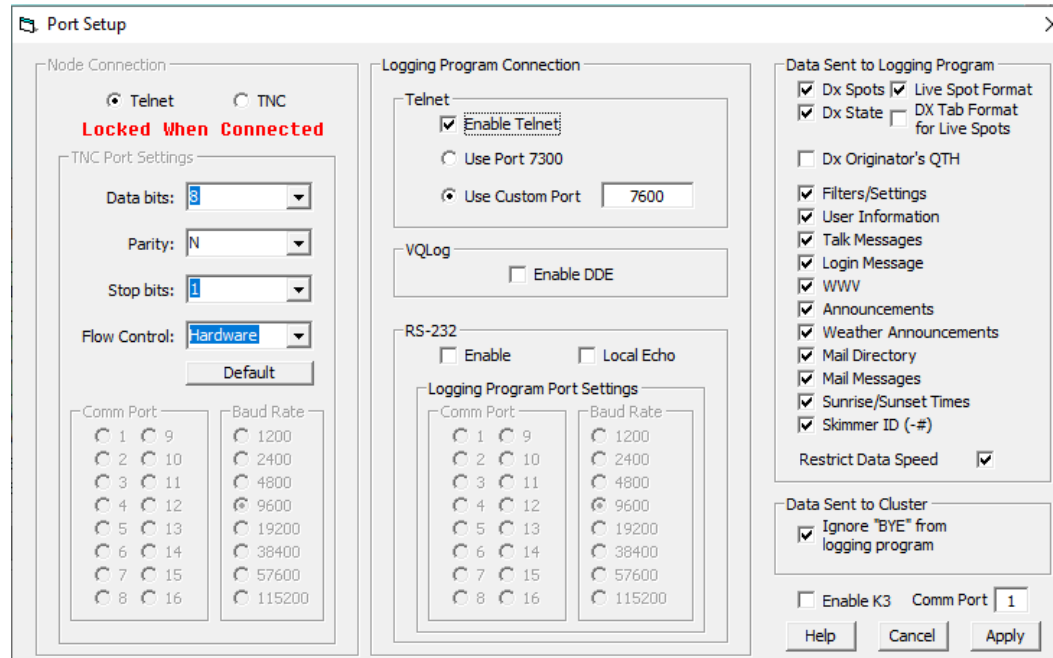 Port Setup
Node Connection
Telnet TNC
Locked When Connected
TNC Port Settings
Data bits: 8
Parity: N
Stop bits: 1
Flow Control: Hardware
Default
Comm Port
1 9
2 10
3 11
4 12
5 13
6 14
7 15
8 16
Baud Rate
1200
2400
4800
9600
19200
38400
57600
115200
Logging Program Connection
Telnet
Enable Telnet
Use Port 7300
Use Custom Port 7600
VQLog
Enable DDE
RS-232
Enable Local Echo
Logging Program Port Settings
Comm Port
1 9
2 10
3 11
4 12
5 13
6 14
7 15
8 16
Baud Rate
1200
2400
4800
9600
19200
38400
57600
115200
Data Sent to Logging Program
Dx Spots Live Spot Format
Dx State DX Tab Format
for Live Spots
Dx Originator's QTH
Filters/Settings
User Information
Talk Messages
Login Message
WWV
Announcements
Weather Announcements
Mail Directory
Mail Messages
Sunrise/Sunset Times
Skimmer ID (-#)
Restrict Data Speed
Data Sent to Cluster
Ignore "BYE" from
logging program
Enable K3 Comm Port 1
Help Cancel Apply